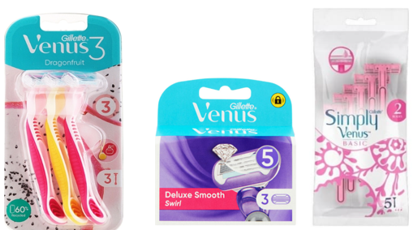 Gillette
Venus 3
Dragonfruit
3
3
60
Gillette
Venus
5
Deluxe Smooth
Swirl
3
Simply
Venus
BASIC
2
5